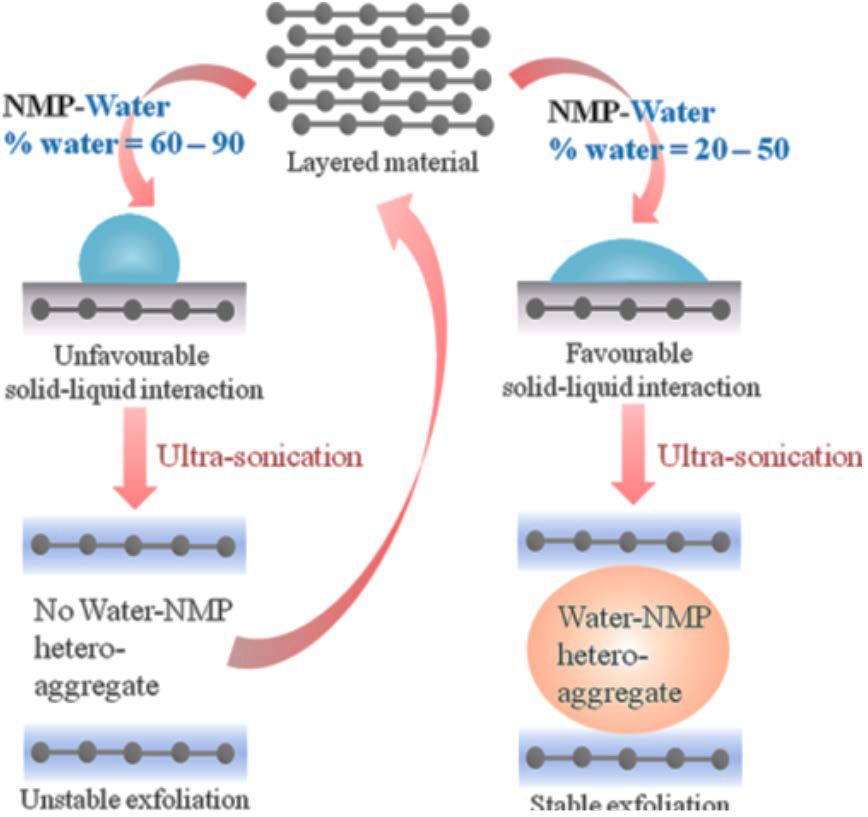 NMP-Water
% water = 60 – 90
Layered material
NMP-Water
% water = 20 – 50
Unfavourable
solid-liquid interaction
Ultra-sonication
No Water-NMP
hetero-
aggregate
Unstable exfoliation
Favourable
solid-liquid interaction
Ultra-sonication
Water-NMP
hetero-
aggregate
Stable exfoliation